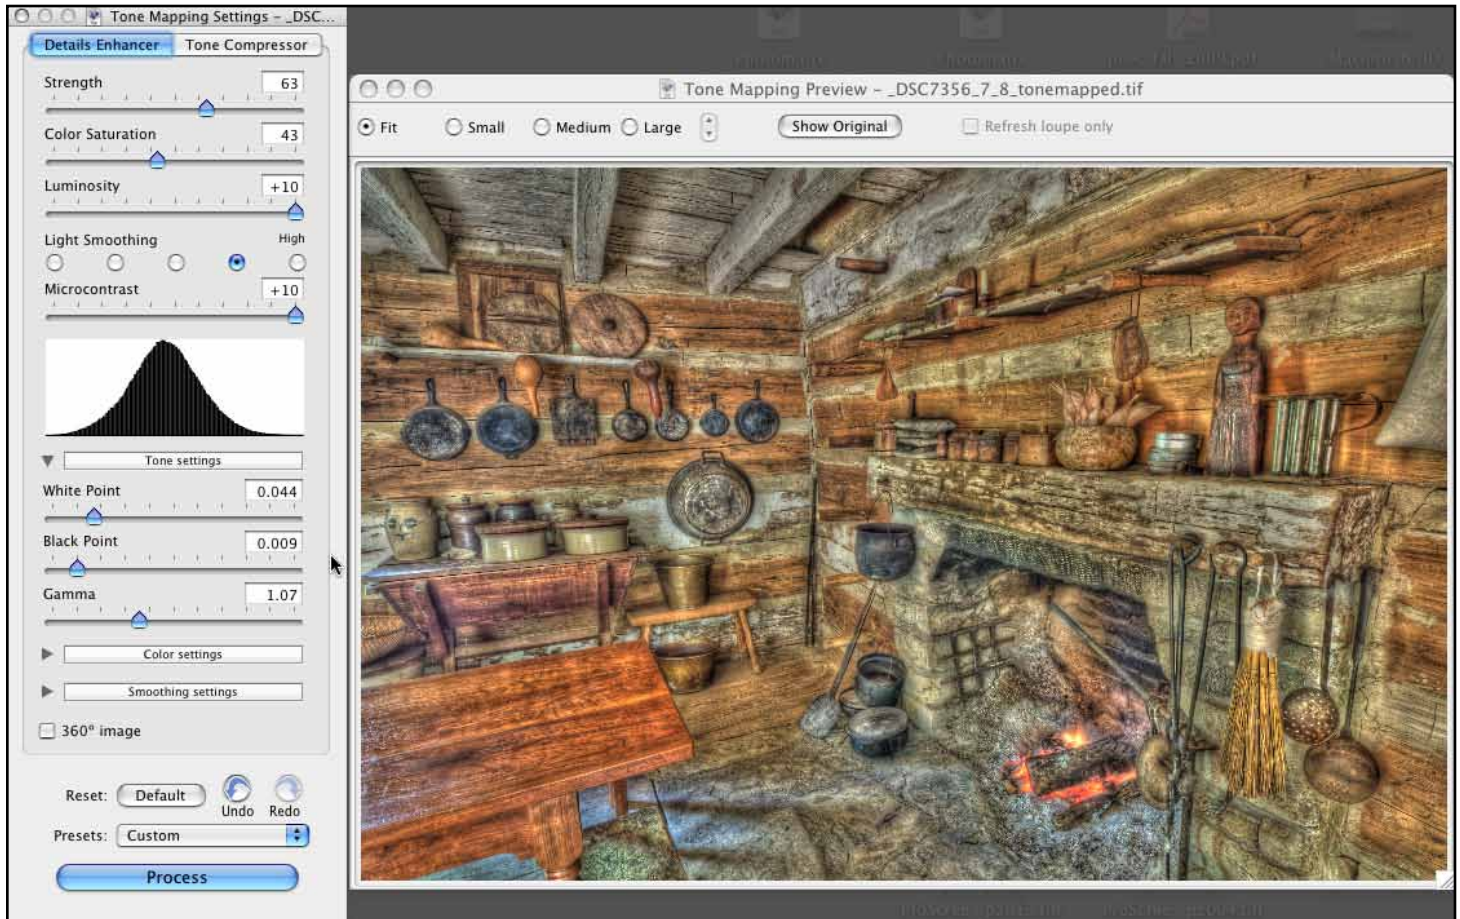 Tone Mapping Settings – _DSC...
Details Enhancer Tone Compressor
Strength 63
Color Saturation 43
Luminosity +10
Light Smoothing High
Microcontrast +10
Tone settings
White Point 0.044
Black Point 0.009
Gamma 1.07
Color settings
Smoothing settings
360° image
Reset: Default Undo Redo
Presets: Custom
Process
Tone Mapping Preview – _DSC7356_7_8_tonemapped.tif
Fit Small Medium Large Show Original Refresh loupe only